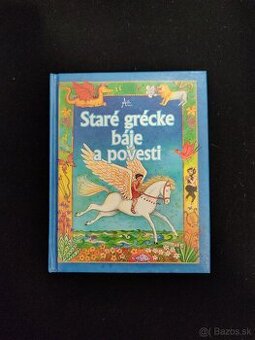 Staré grécke
báje
a povesti
© Bazos.sk